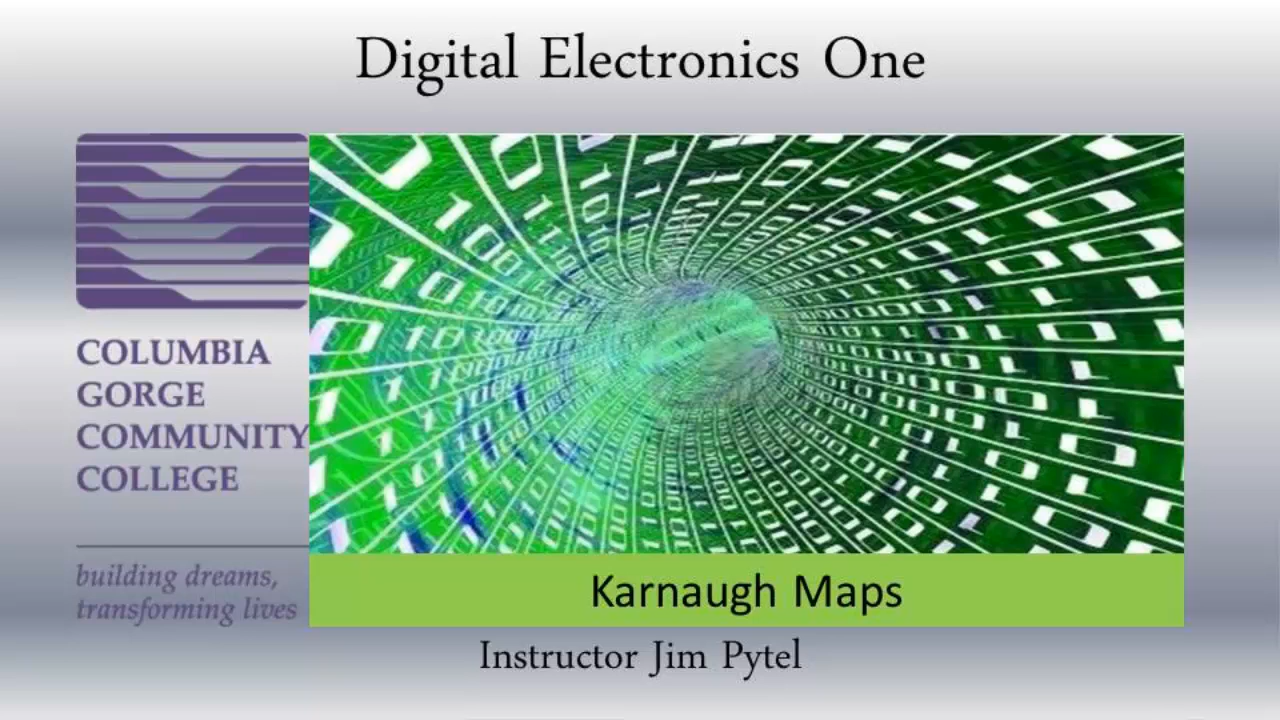 Digital Electronics One
COLUMBIA
GORGE
COMMUNITY
COLLEGE
building dreams,
transforming lives
Karnaugh Maps
Instructor Jim Pytel